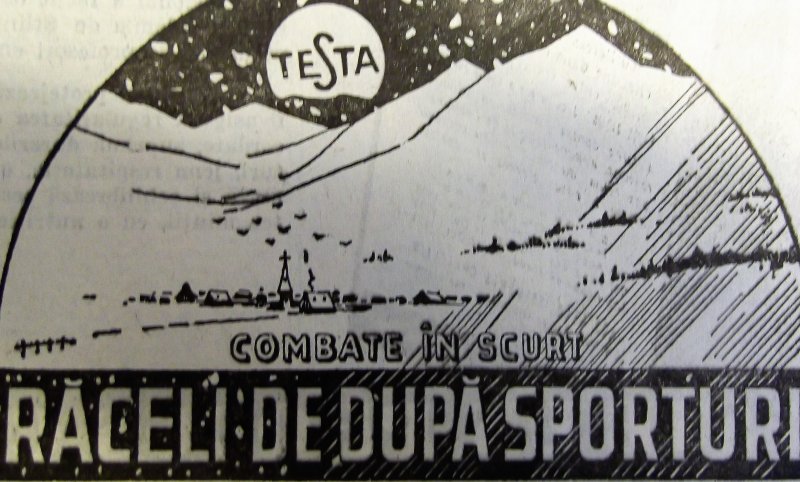 TESTA
COMBATE ÎN SCURT
RĂCELI DE DUPĂ SPORTURI